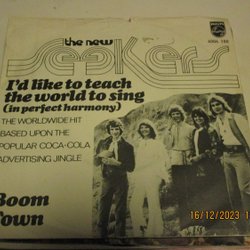 the new
SEEKERS
PHILIPS
I'd like to teach
the world to sing
(in perfect harmony)
THE WORLDWIDE HIT
BASED UPON THE
POPULAR COCA-COLA
ADVERTISING JINGLE
Boom
Town
16/12/2023